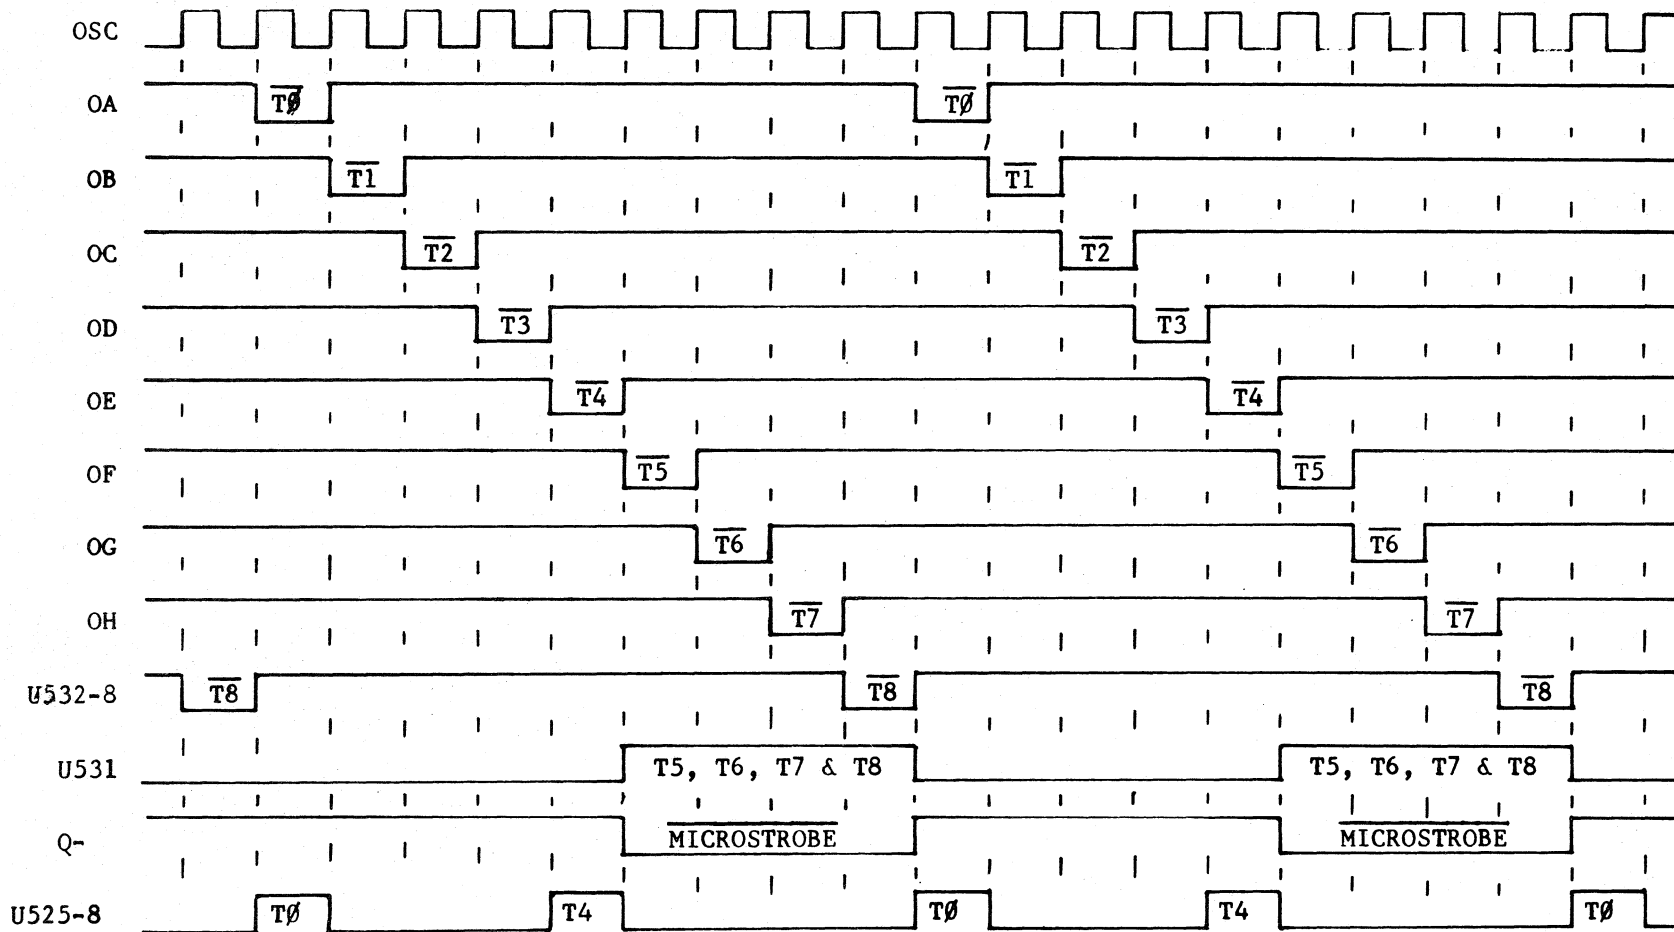 OSC
OA T̅0̅ T̅0̅
OB T̅1̅ T̅1̅
OC T̅2̅ T̅2̅
OD T̅3̅ T̅3̅
OE T̅4̅ T̅4̅
OF T̅5̅ T̅5̅
OG T̅6̅ T̅6̅
OH T̅7̅ T̅7̅
U532-8 T̅8̅ T̅8̅ T̅8̅
U531 T5, T6, T7 & T8 T5, T6, T7 & T8
Q- M̅I̅C̅R̅O̅S̅T̅R̅O̅B̅E̅ M̅I̅C̅R̅O̅S̅T̅R̅O̅B̅E̅
U525-8 TØ T4 TØ T4 TØ